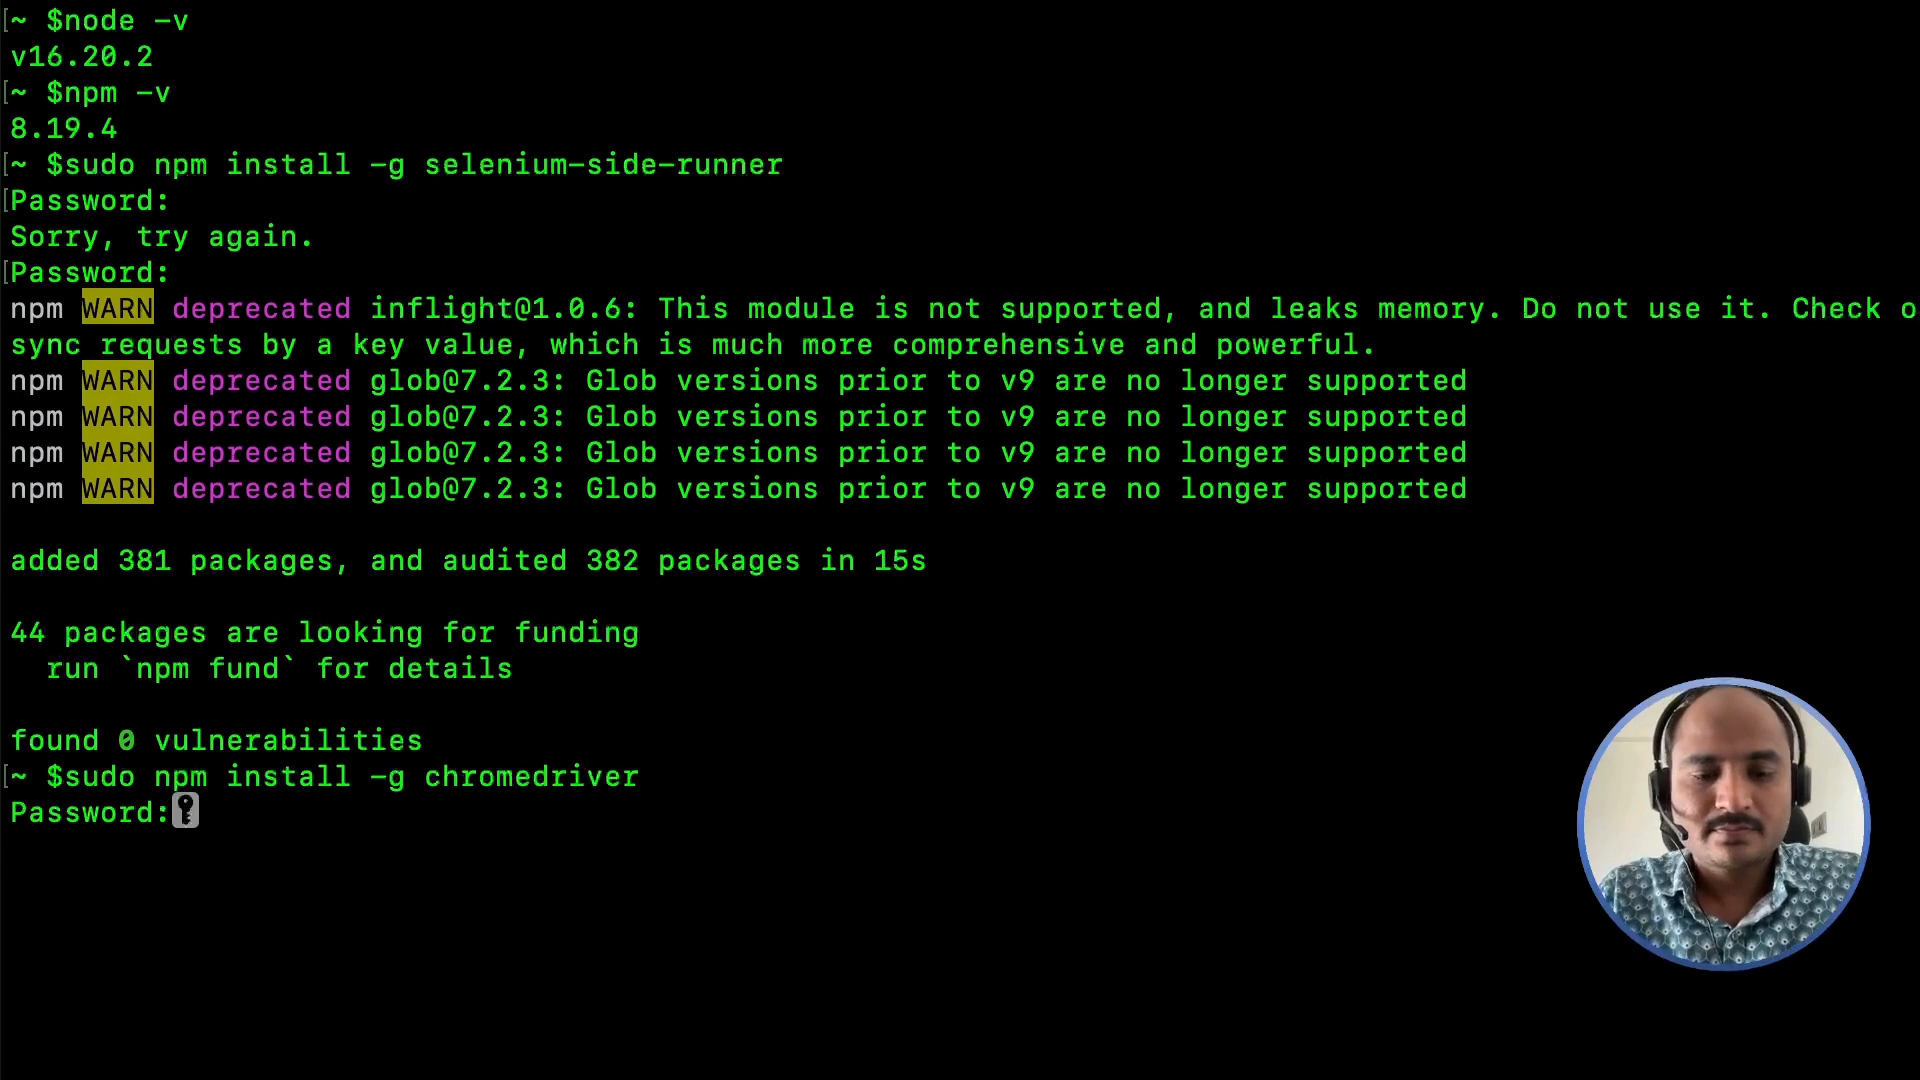 ~ $node -v
v16.20.2
~ $npm -v
8.19.4
~ $sudo npm install -g selenium-side-runner
Password:
Sorry, try again.
Password:
npm WARN deprecated inflight@1.0.6: This module is not supported, and leaks memory. Do not use it. Check o
sync requests by a key value, which is much more comprehensive and powerful.
npm WARN deprecated glob@7.2.3: Glob versions prior to v9 are no longer supported
npm WARN deprecated glob@7.2.3: Glob versions prior to v9 are no longer supported
npm WARN deprecated glob@7.2.3: Glob versions prior to v9 are no longer supported
npm WARN deprecated glob@7.2.3: Glob versions prior to v9 are no longer supported
added 381 packages, and audited 382 packages in 15s
44 packages are looking for funding
run `npm fund` for details
found 0 vulnerabilities
~ $sudo npm install -g chromedriver
Password: